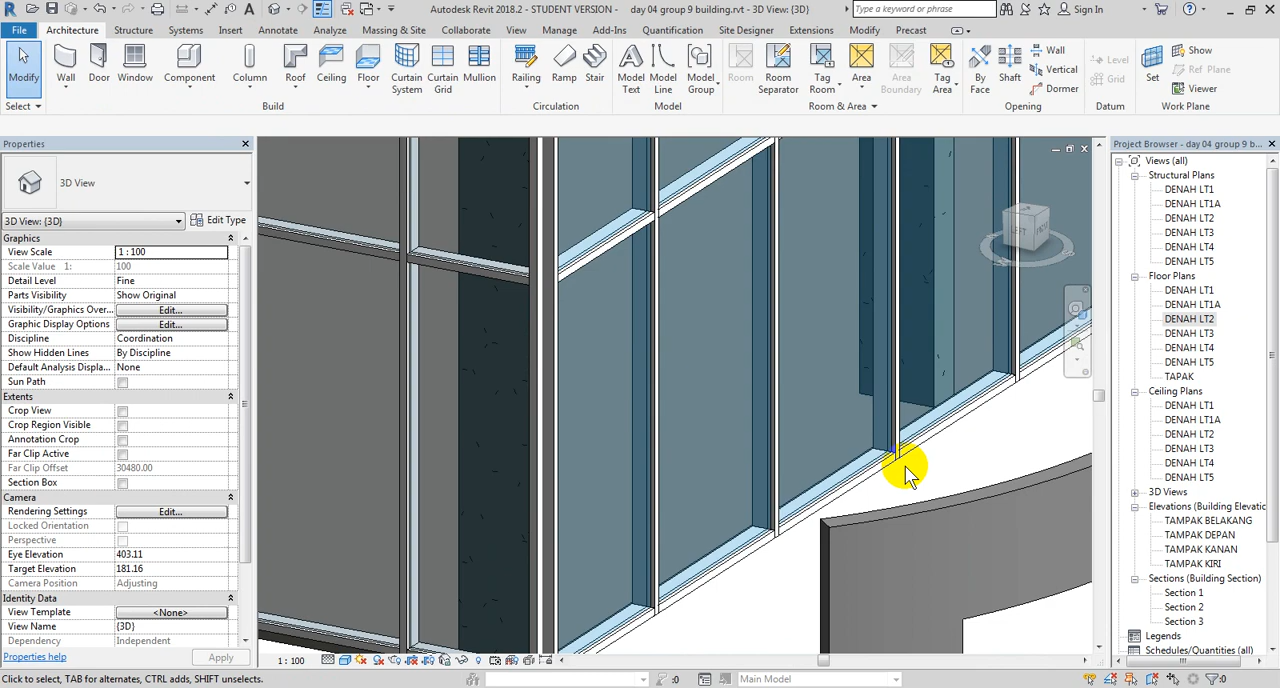 Autodesk Revit 2018.2 - STUDENT VERSION - day 04 group 9 building.rvt - 3D View: {3D}
Type a keyword or phrase
Sign In
File Architecture Structure Systems Insert Annotate Analyze Massing & Site Collaborate View Manage Add-Ins Quantification Site Designer Extensions Modify Precast
Modify
Wall
Door
Window
Component
Column
Roof
Ceiling
Floor
Curtain System
Curtain Grid
Mullion
Railing
Ramp
Stair
Model Text
Model Line
Model Group
Room
Room Separator
Tag Room
Area
Area Boundary
Tag Area
By Face
Shaft
Wall
Vertical
Dormer
Level
Grid
Set
Show
Ref Plane
Viewer
Select
Build
Circulation
Model
Room & Area
Opening
Datum
Work Plane
Properties
3D View
3D View: {3D}
Edit Type
Graphics
View Scale 1 : 100
Scale Value 1: 100
Detail Level Fine
Parts Visibility Show Original
Visibility/Graphics Over... Edit...
Graphic Display Options Edit...
Discipline Coordination
Show Hidden Lines By Discipline
Default Analysis Displa... None
Sun Path
Extents
Crop View
Crop Region Visible
Annotation Crop
Far Clip Active
Far Clip Offset 30480.00
Section Box
Camera
Rendering Settings Edit...
Locked Orientation
Perspective
Eye Elevation 403.11
Target Elevation 181.16
Camera Position Adjusting
Identity Data
View Template <None>
View Name {3D}
Dependency Independent
Properties help
Apply
LEFT
Project Browser - day 04 group 9 b...
Views (all)
Structural Plans
DENAH LT1
DENAH LT1A
DENAH LT2
DENAH LT3
DENAH LT4
DENAH LT5
Floor Plans
DENAH LT1
DENAH LT1A
DENAH LT2
DENAH LT3
DENAH LT4
DENAH LT5
TAPAK
Ceiling Plans
DENAH LT1
DENAH LT1A
DENAH LT2
DENAH LT3
DENAH LT4
DENAH LT5
3D Views
Elevations (Building Elevatic
TAMPAK BELAKANG
TAMPAK DEPAN
TAMPAK KANAN
TAMPAK KIRI
Sections (Building Section)
Section 1
Section 2
Section 3
Legends
Schedules/Quantities (all)
1 : 100
Click to select, TAB for alternates, CTRL adds, SHIFT unselects.
:0
Main Model
:0